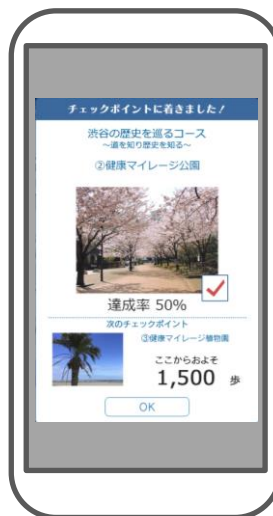 チェックポイントに着きました！
渋谷の歴史を巡るコース
～道を知り歴史を知る～
②健康マイレージ公園
達成率 50%
次のチェックポイント
③健康マイレージ植物園
ここからおよそ
1,500 歩
OK